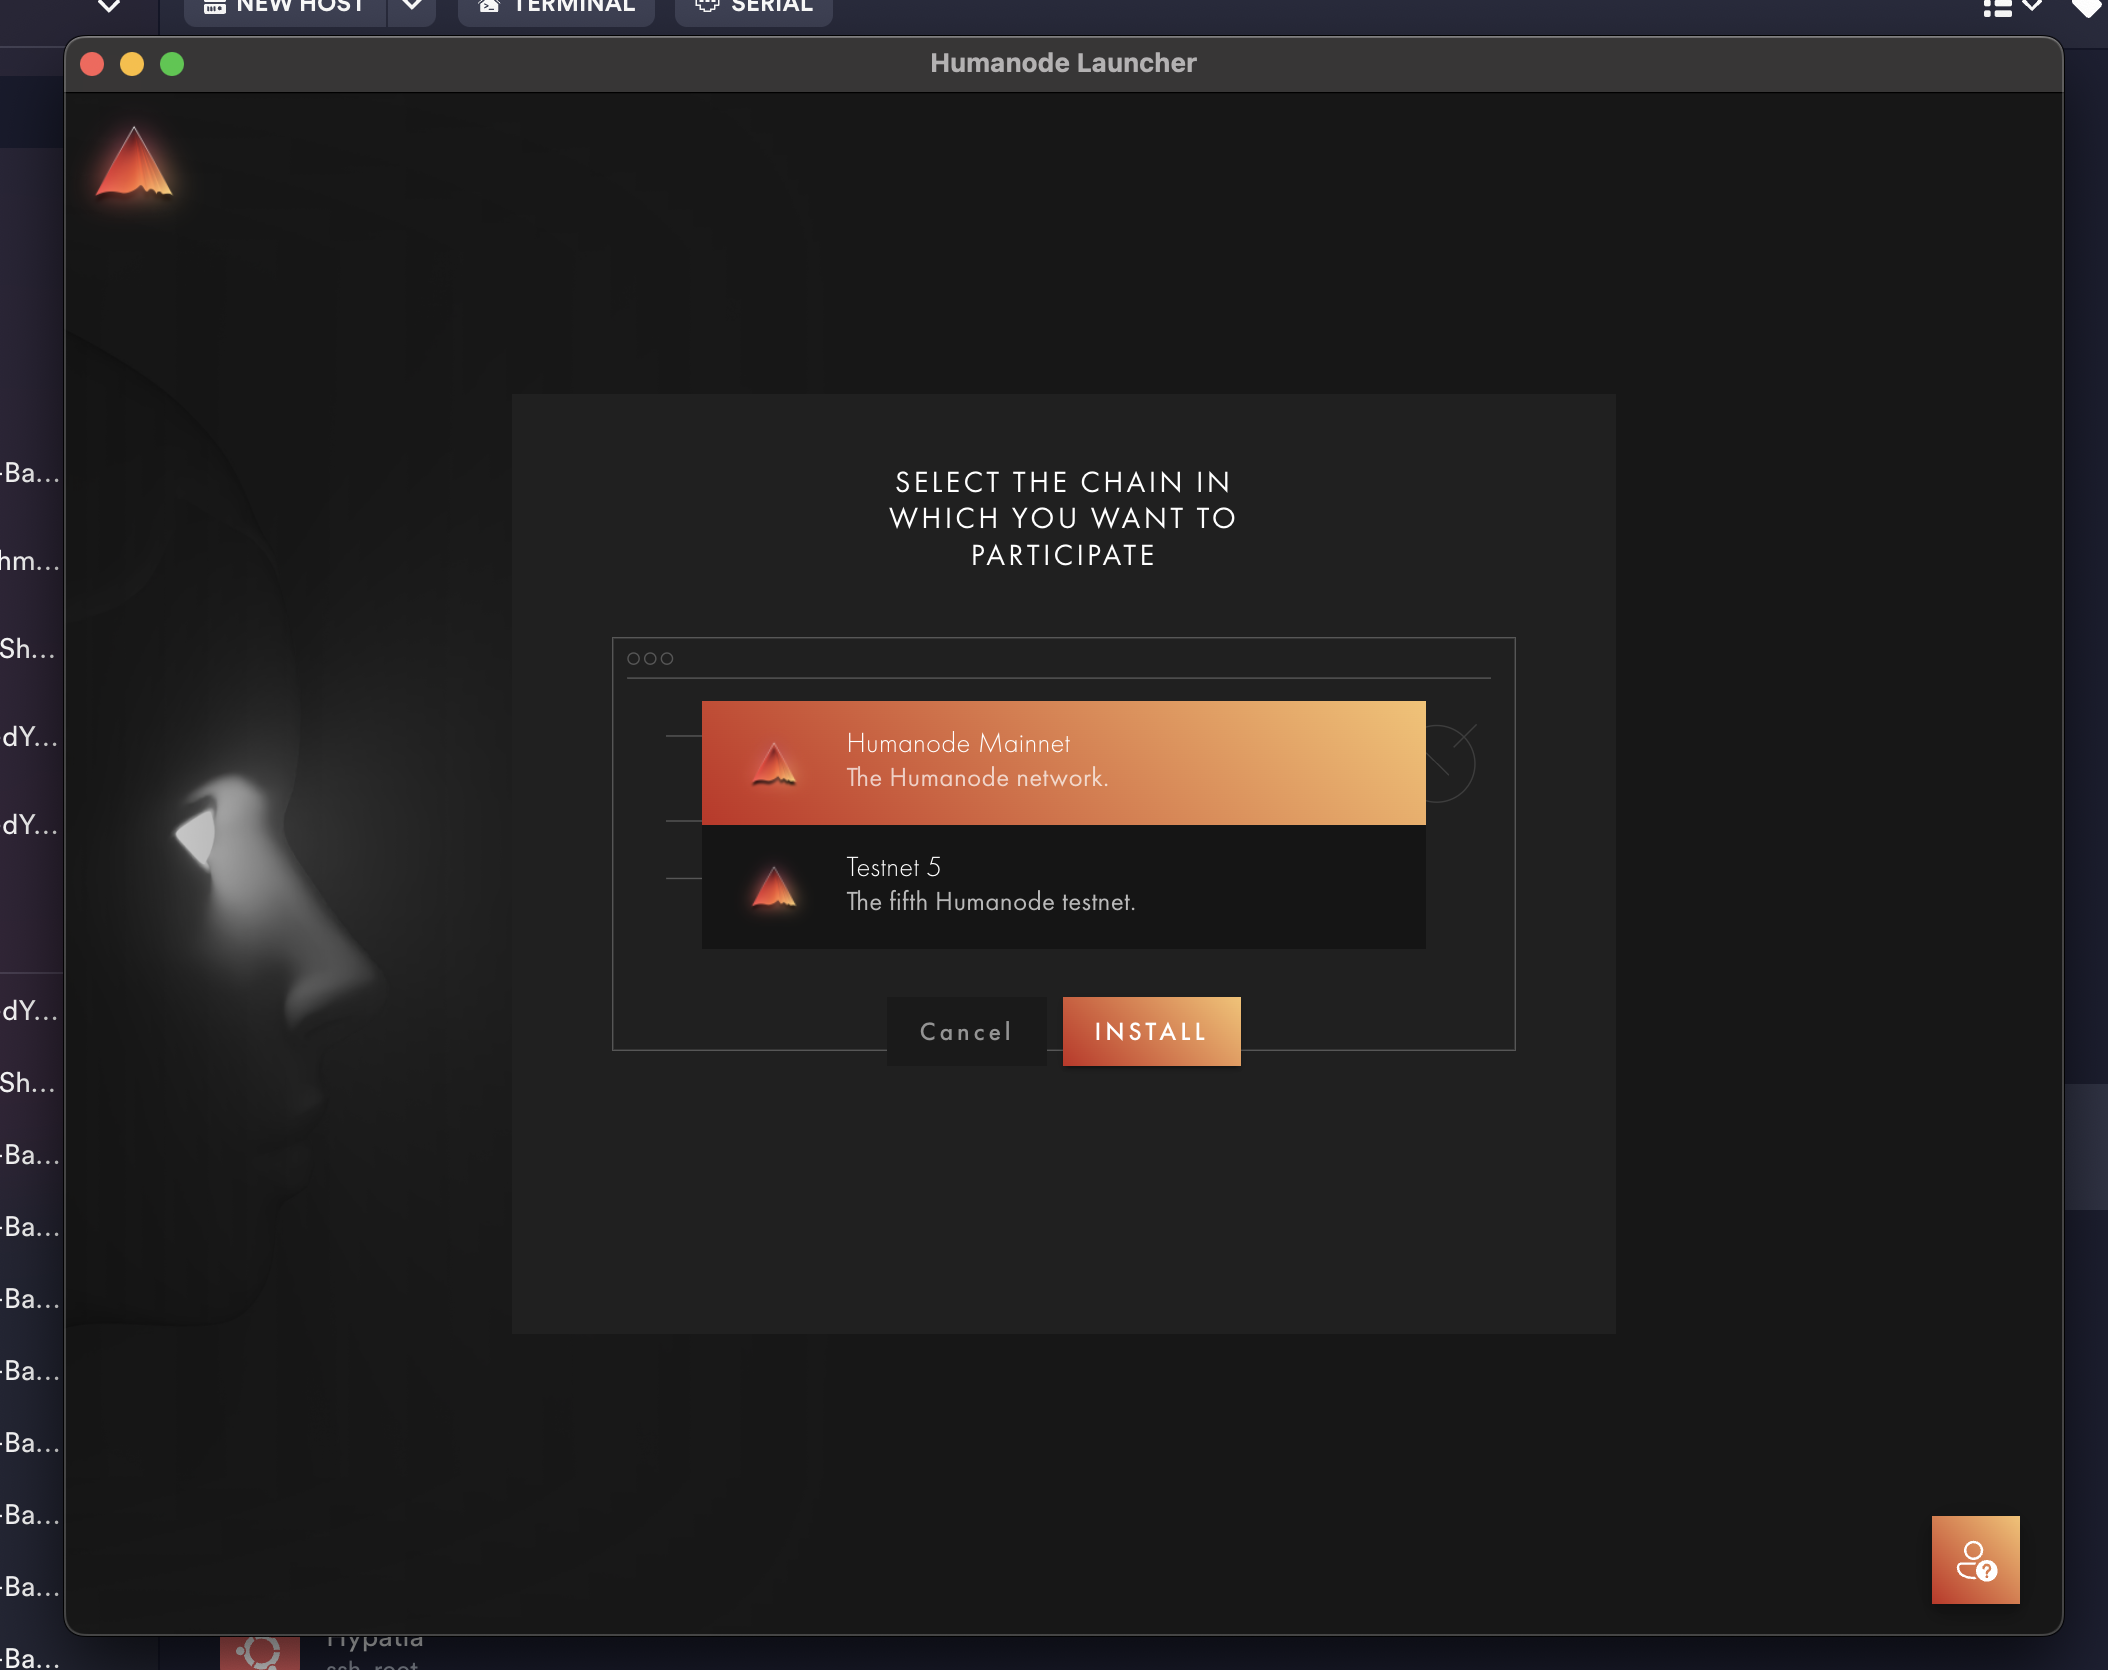 NEW HOST
TERMINAL
SERIAL
Humanode Launcher
-Ba...
hm...
Sh...
dY...
dY...
dY...
Sh...
-Ba...
-Ba...
-Ba...
-Ba...
-Ba...
-Ba...
-Ba...
-Ba...
SELECT THE CHAIN IN
WHICH YOU WANT TO
PARTICIPATE
Humanode Mainnet
The Humanode network.
Testnet 5
The fifth Humanode testnet.
Cancel
INSTALL
?
Hypatia
ssh, root